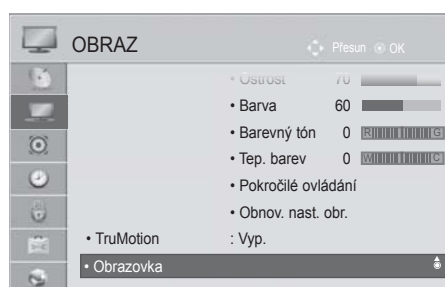 OBRAZ
Přesun OK
• Ostrost 70
• Barva 60
• Barevný tón 0 R G
• Tep. barev 0 W C
• Pokročilé ovládání
• Obnov. nast. obr.
• TruMotion : Vyp.
• Obrazovka